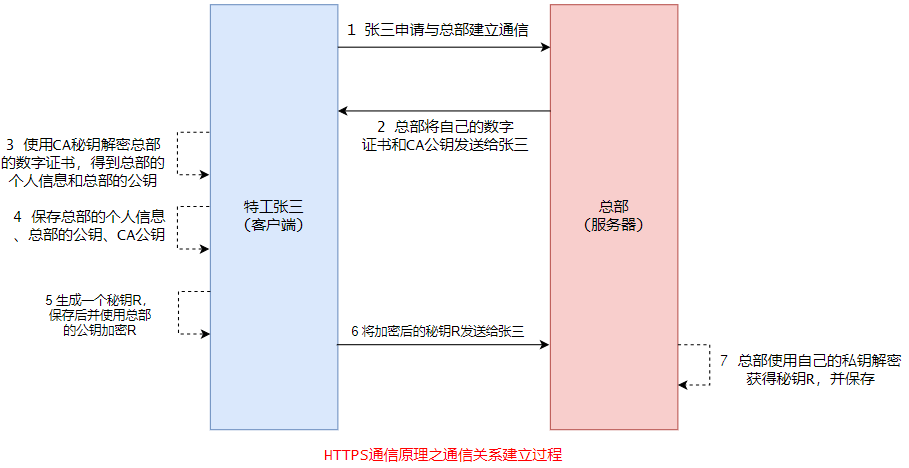 1 张三申请与总部建立通信
2 总部将自己的数字
证书和CA公钥发送给张三
3 使用CA秘钥解密总部
的数字证书，得到总部的
个人信息和总部的公钥
4 保存总部的个人信息
、总部的公钥、CA公钥
特工张三
（客户端）
总部
（服务器）
5 生成一个秘钥R，
保存后并使用总部
的公钥加密R
6 将加密后的秘钥R发送给张三
7 总部使用自己的私钥解密
获得秘钥R，并保存
HTTPS通信原理之通信关系建立过程